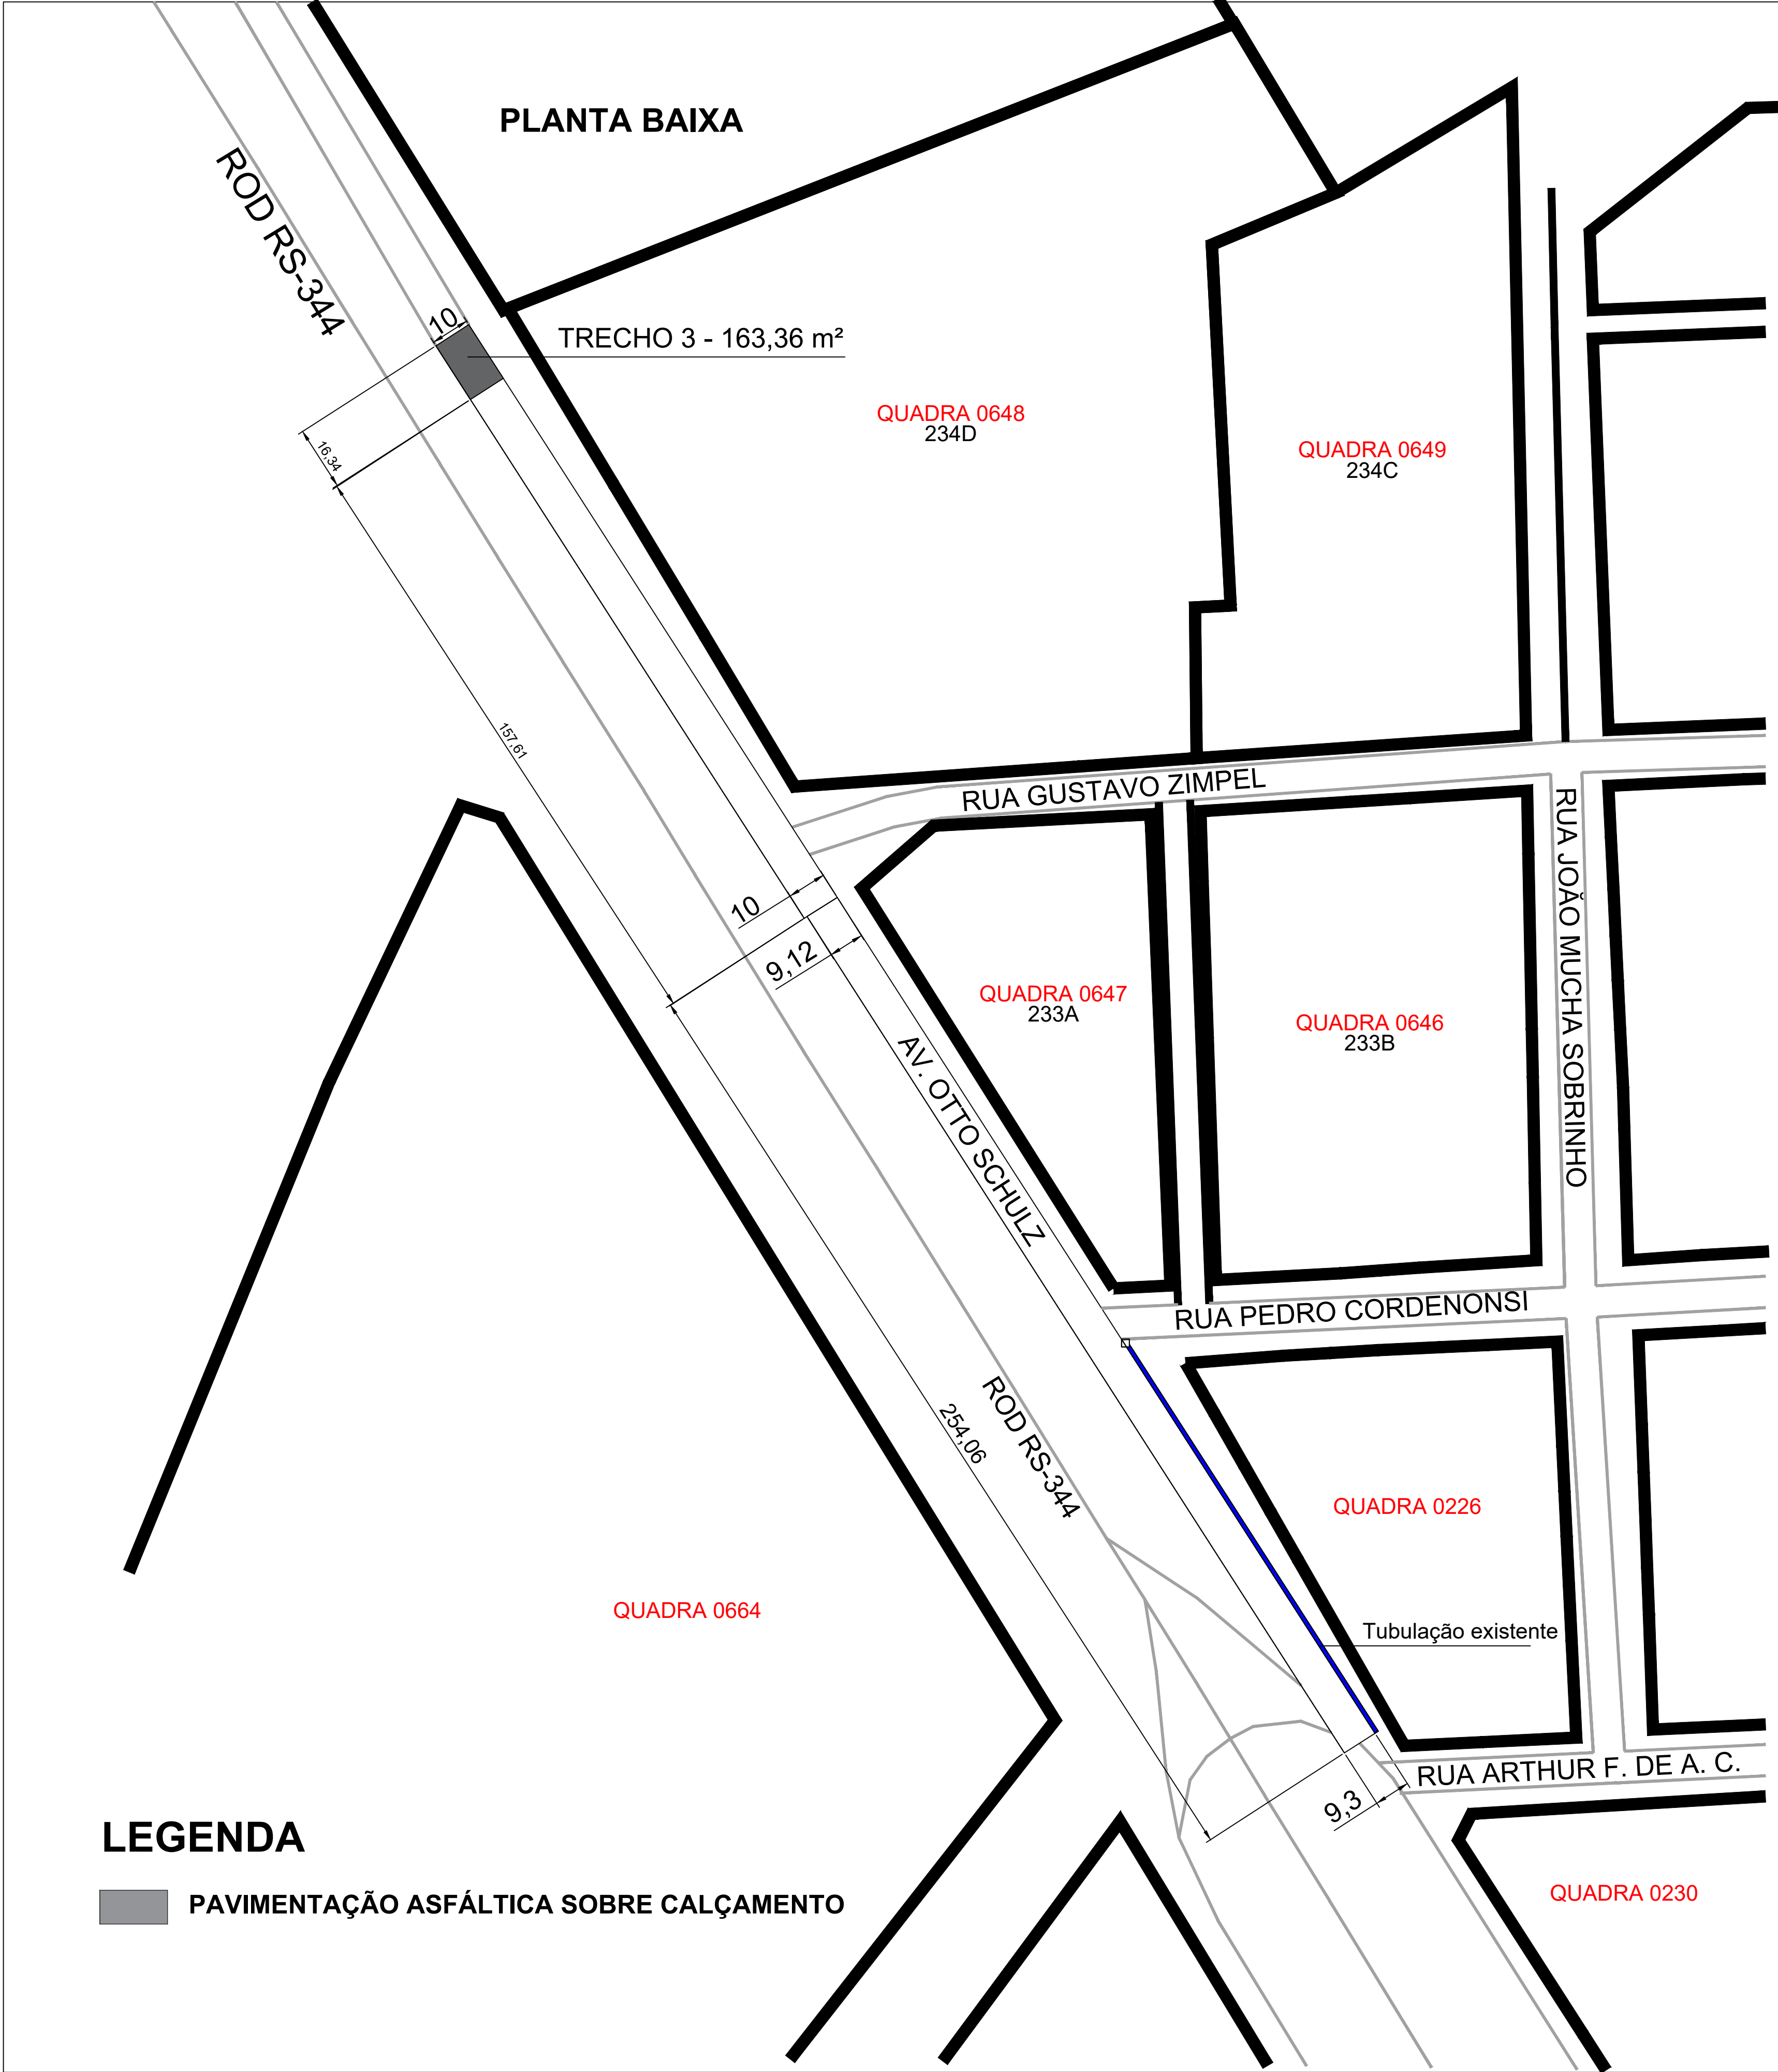 PLANTA BAIXA
ROD RS-344
10
TRECHO 3 - 163,36 m²
16,34
QUADRA 0648
234D
QUADRA 0649
234C
157,61
RUA GUSTAVO ZIMPEL
RUA JOÃO MUCHA SOBRINHO
10
9,12
QUADRA 0647
233A
QUADRA 0646
233B
AV. OTTO SCHULZ
RUA PEDRO CORDENONSI
ROD RS-344
254,06
QUADRA 0226
QUADRA 0664
Tubulação existente
RUA ARTHUR F. DE A. C.
9,3
QUADRA 0230
LEGENDA
PAVIMENTAÇÃO ASFÁLTICA SOBRE CALÇAMENTO